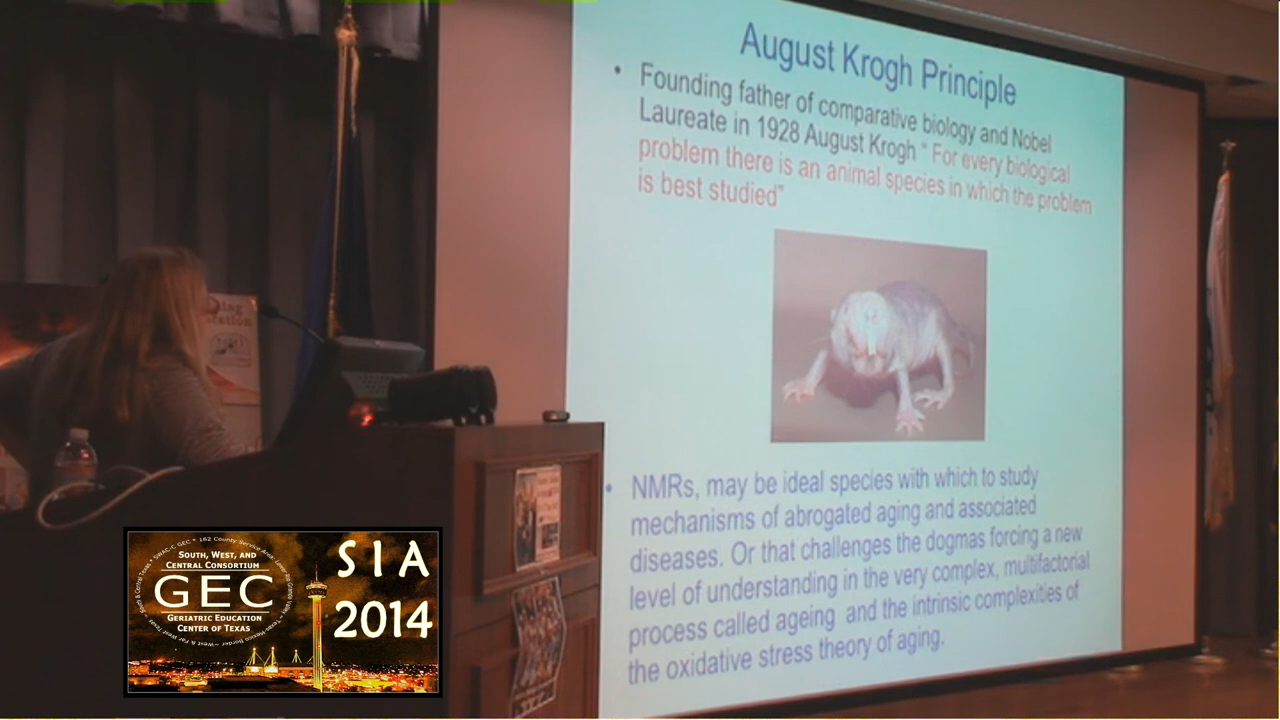 August Krogh Principle
• Founding father of comparative biology and Nobel
Laureate in 1928 August Krogh “ For every biological
problem there is an animal species in which the problem
is best studied”
• NMRs, may be ideal species with which to study
mechanisms of abrogated aging and associated
diseases. Or that challenges the dogmas forcing a new
level of understanding in the very complex, multifactorial
process called ageing and the intrinsic complexities of
the oxidative stress theory of aging.
SOUTH, WEST, AND
CENTRAL CONSORTIUM
GEC
GERIATRIC EDUCATION
CENTER OF TEXAS
SIA
2014